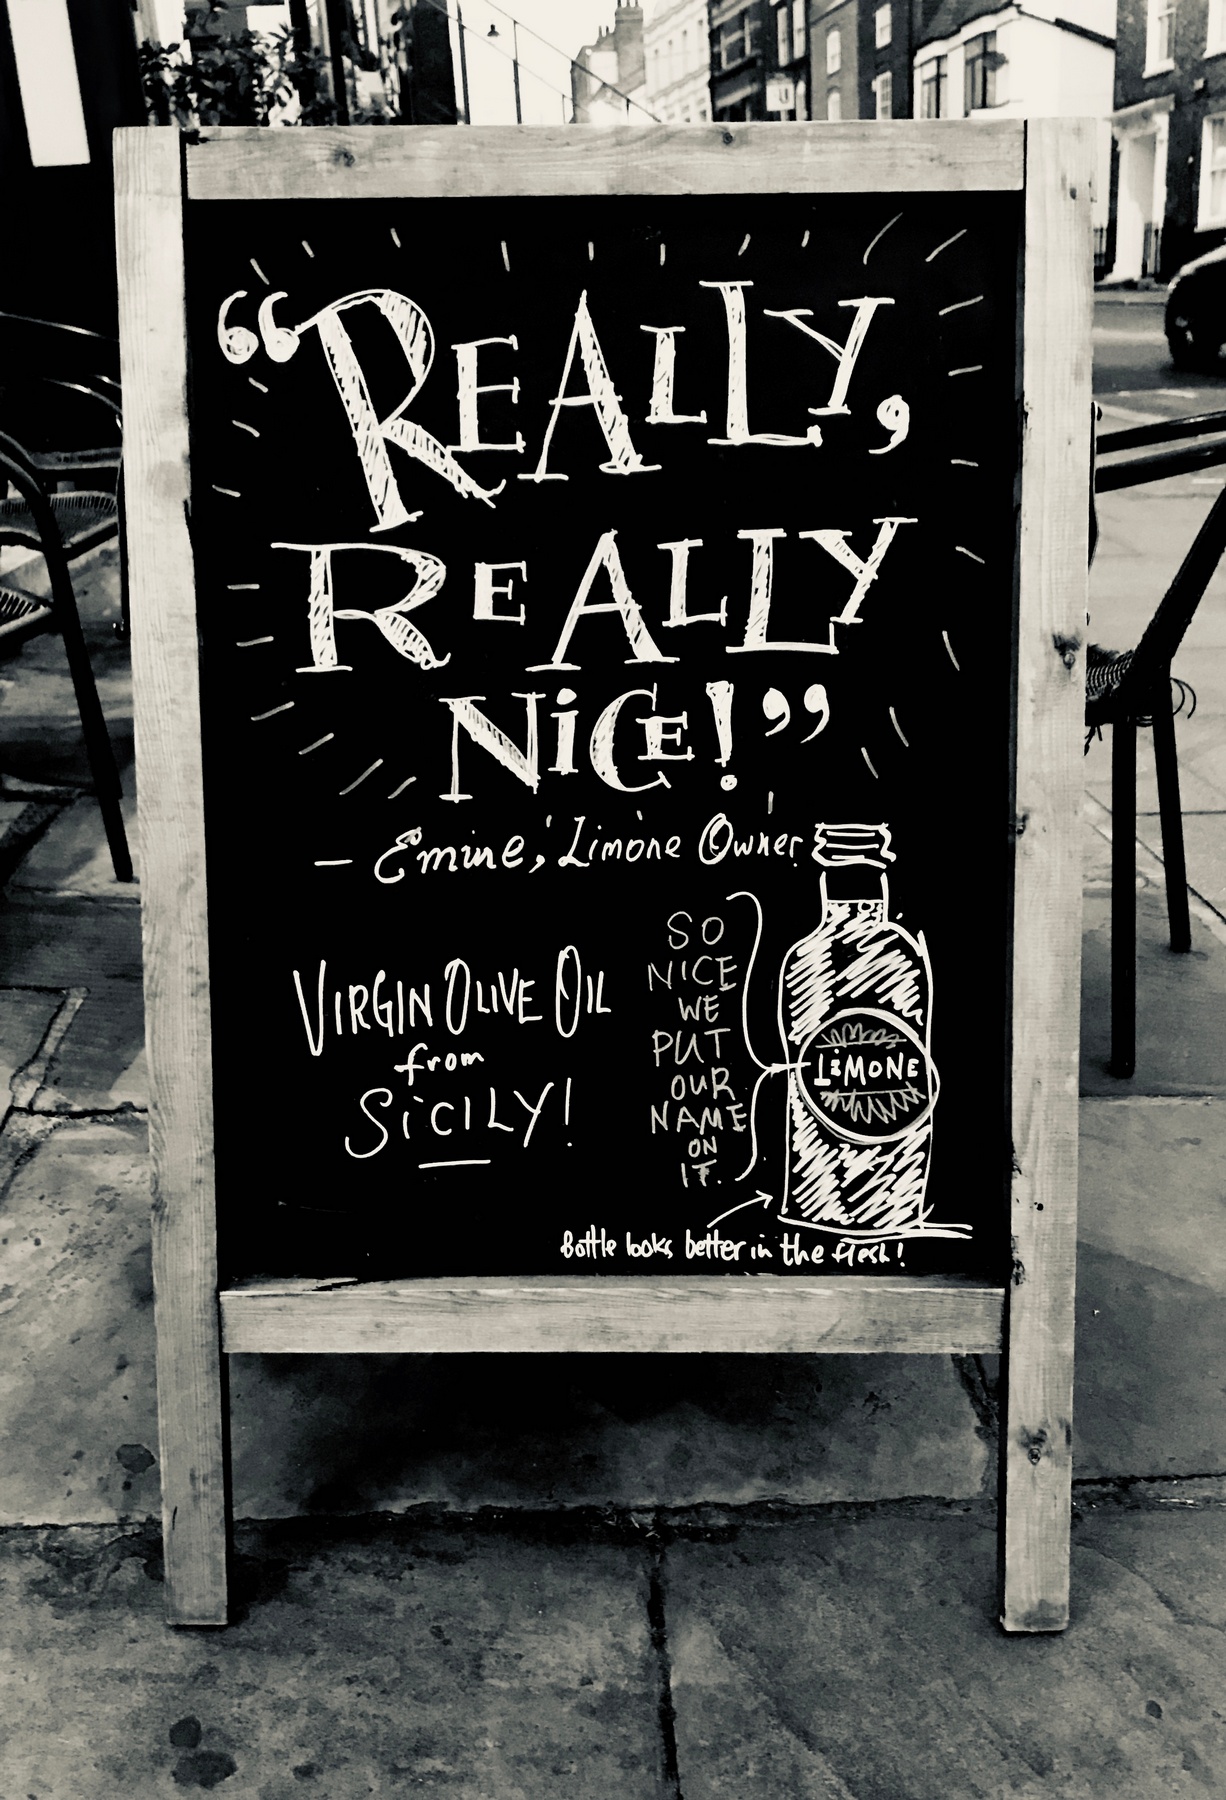 “REALLY,
REALLY
NiCE!”
— Emine, Limone Owner
VIRGIN OLIVE OIL
from
SiCILY!
SO
NICE
WE
PUT
OUR
NAME
ON
IT.
LiMONE
Bottle looks better in the flesh!